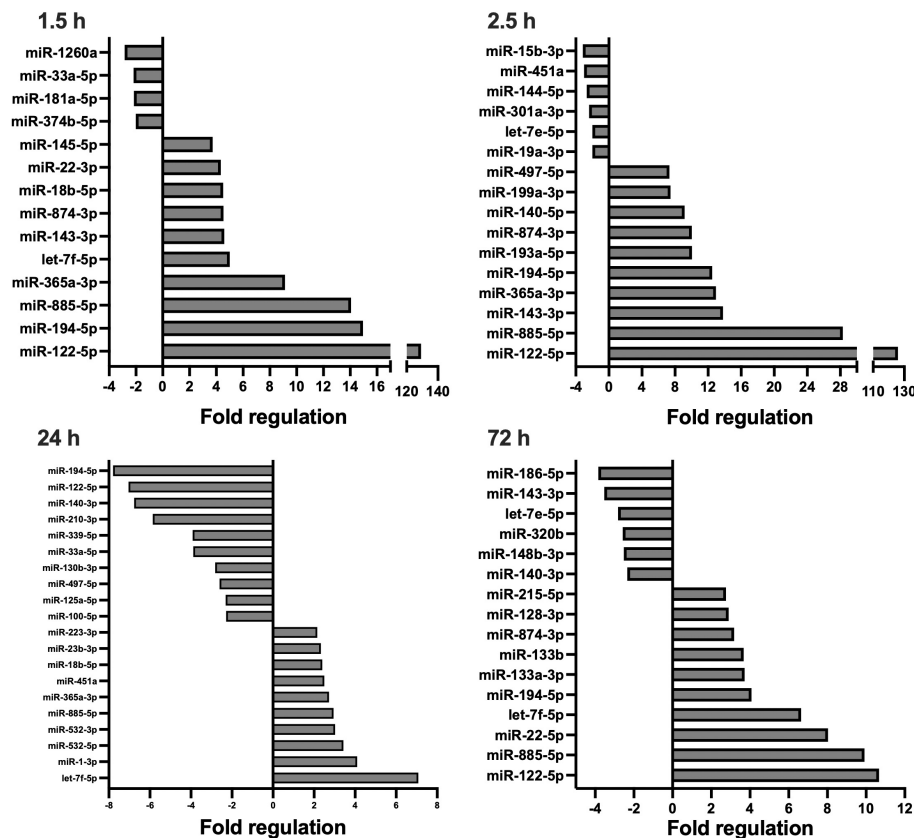 1.5 h
miR-1260a
miR-33a-5p
miR-181a-5p
miR-374b-5p
miR-145-5p
miR-22-3p
miR-18b-5p
miR-874-3p
miR-143-3p
let-7f-5p
miR-365a-3p
miR-885-5p
miR-194-5p
miR-122-5p
-4 -2 0 2 4 6 8 10 12 14 16 120 140
Fold regulation
2.5 h
miR-15b-3p
miR-451a
miR-144-5p
miR-301a-3p
let-7e-5p
miR-19a-3p
miR-497-5p
miR-199a-3p
miR-140-5p
miR-874-3p
miR-193a-5p
miR-194-5p
miR-365a-3p
miR-143-3p
miR-885-5p
miR-122-5p
-4 0 4 8 12 16 20 24 28 110 130
Fold regulation
24 h
miR-194-5p
miR-122-5p
miR-140-3p
miR-210-3p
miR-339-5p
miR-33a-5p
miR-130b-3p
miR-497-5p
miR-125a-5p
miR-100-5p
miR-223-3p
miR-23b-3p
miR-18b-5p
miR-451a
miR-365a-3p
miR-885-5p
miR-532-3p
miR-532-5p
miR-1-3p
let-7f-5p
-8 -6 -4 -2 0 2 4 6 8
Fold regulation
72 h
miR-186-5p
miR-143-3p
let-7e-5p
miR-320b
miR-148b-3p
miR-140-3p
miR-215-5p
miR-128-3p
miR-874-3p
miR-133b
miR-133a-3p
miR-194-5p
let-7f-5p
miR-22-5p
miR-885-5p
miR-122-5p
-4 -2 0 2 4 6 8 10 12
Fold regulation